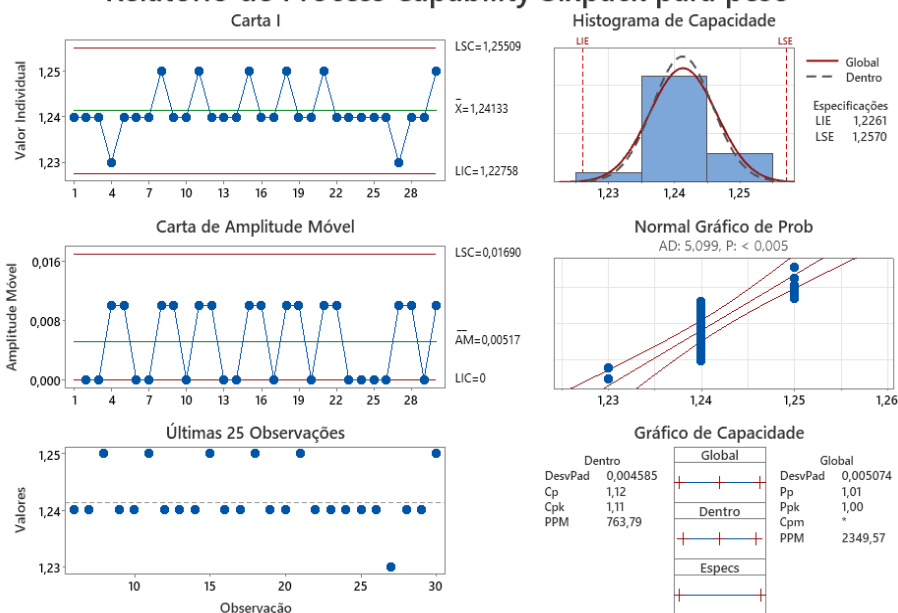 Relatório do Process Capability Sixpack para peso
Carta I
Valor Individual
1,25
1,24
1,23
1 4 7 10 13 16 19 22 25 28
LSC=1,25509
X=1,24133
LIC=1,22758
Histograma de Capacidade
LIE LSE
1,23 1,24 1,25
Global
Dentro
Especificações
LIE 1,2261
LSE 1,2570
Carta de Amplitude Móvel
Amplitude Móvel
0,016
0,008
0,000
1 4 7 10 13 16 19 22 25 28
LSC=0,01690
AM=0,00517
LIC=0
Normal Gráfico de Prob
AD: 5,099, P: < 0,005
1,23 1,24 1,25 1,26
Últimas 25 Observações
Valores
1,25
1,24
1,23
10 15 20 25 30
Observação
Gráfico de Capacidade
Dentro
DesvPad 0,004585
Cp 1,12
Cpk 1,11
PPM 763,79
Global
Dentro
Especs
Global
DesvPad 0,005074
Pp 1,01
Ppk 1,00
Cpm *
PPM 2349,57